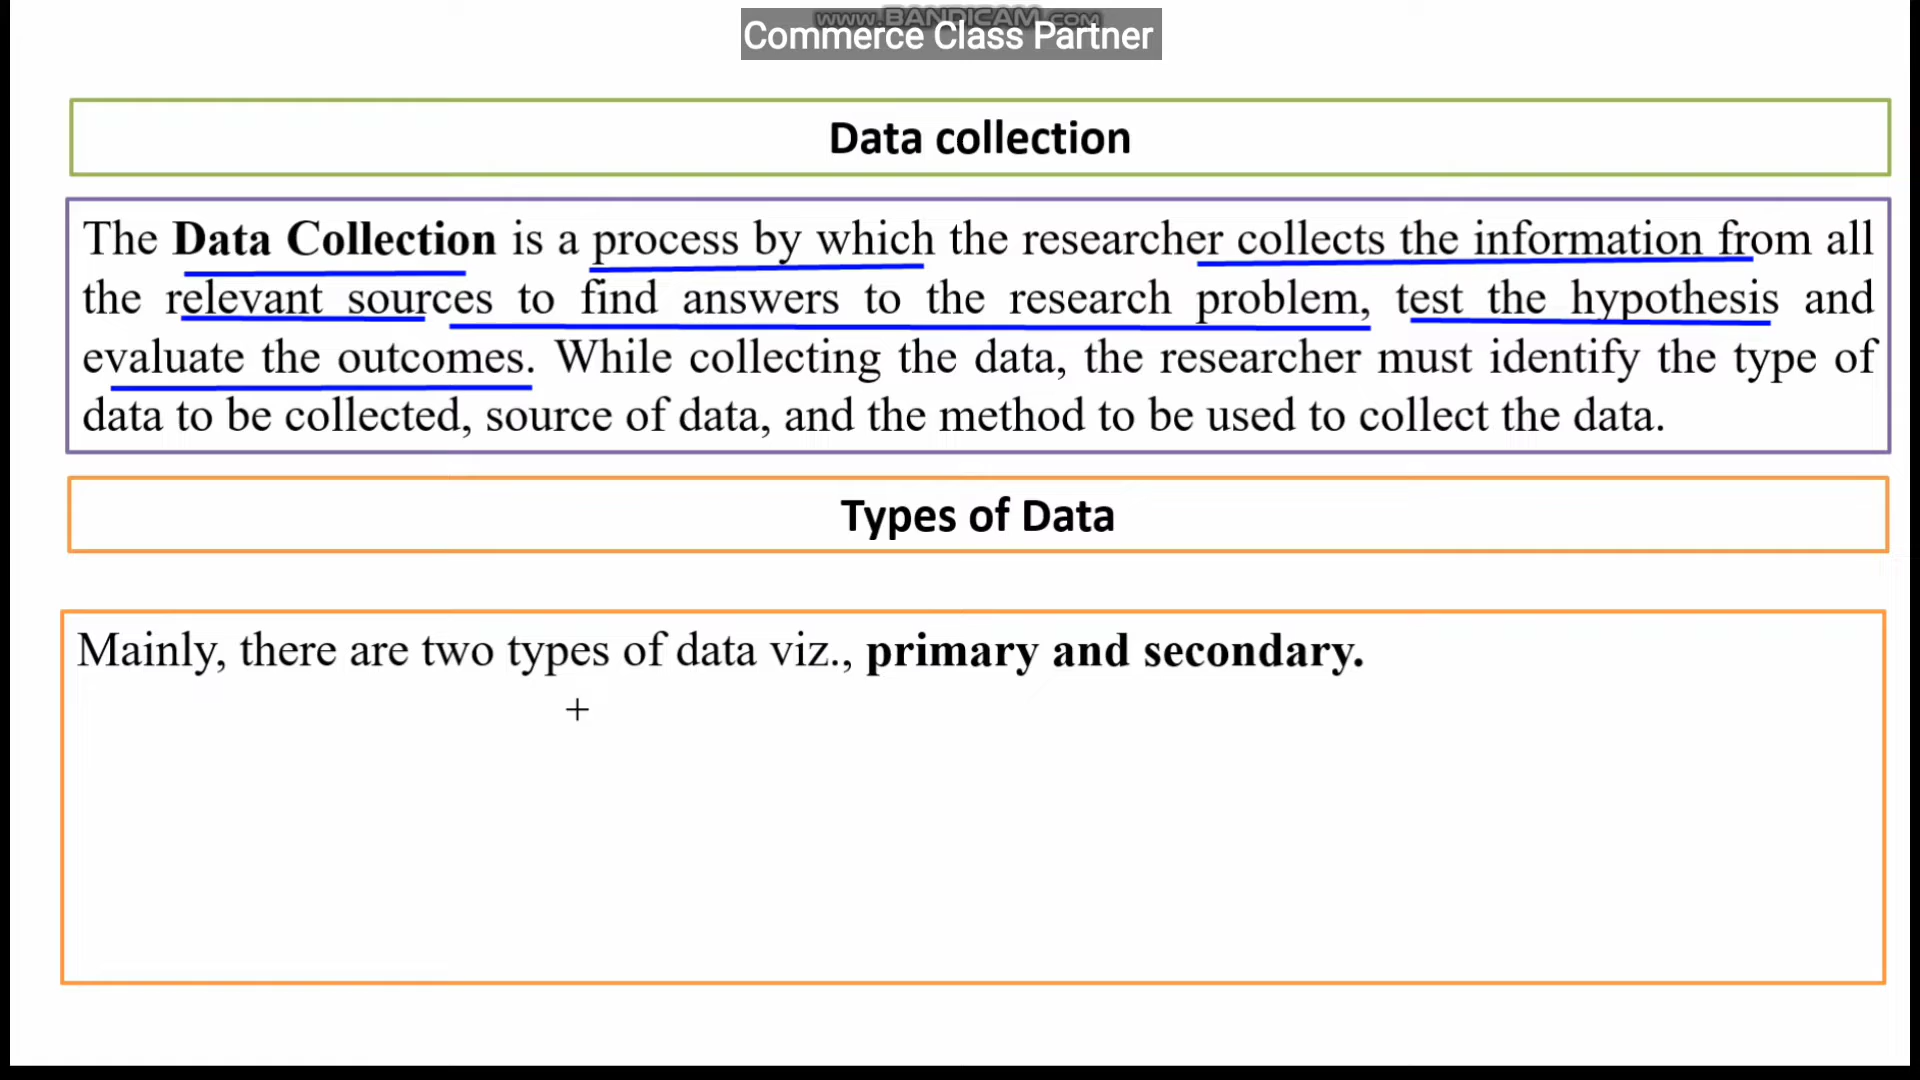 www.BANDICAM.com
Commerce Class Partner
Data collection
The Data Collection is a process by which the researcher collects the information from all
the relevant sources to find answers to the research problem, test the hypothesis and
evaluate the outcomes. While collecting the data, the researcher must identify the type of
data to be collected, source of data, and the method to be used to collect the data.
Types of Data
Mainly, there are two types of data viz., primary and secondary.